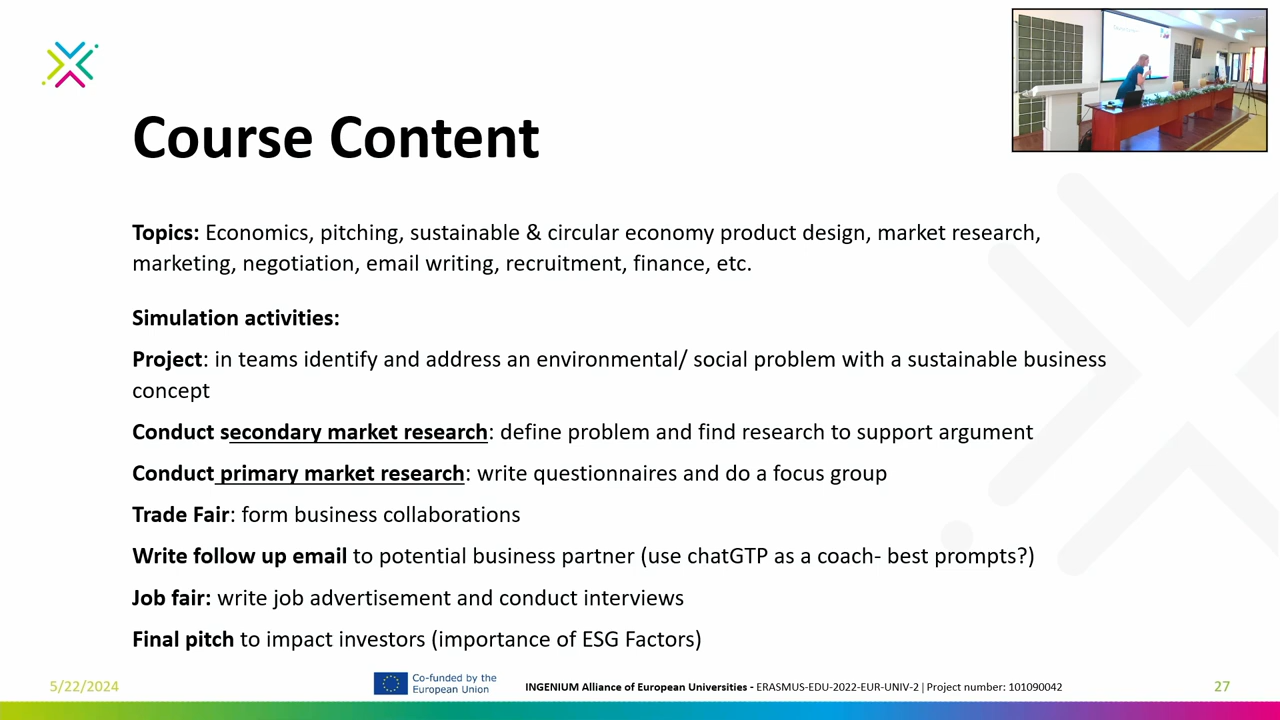 Course Content
Topics: Economics, pitching, sustainable & circular economy product design, market research,
marketing, negotiation, email writing, recruitment, finance, etc.
Simulation activities:
Project: in teams identify and address an environmental/ social problem with a sustainable business
concept
Conduct secondary market research: define problem and find research to support argument
Conduct primary market research: write questionnaires and do a focus group
Trade Fair: form business collaborations
Write follow up email to potential business partner (use chatGTP as a coach- best prompts?)
Job fair: write job advertisement and conduct interviews
Final pitch to impact investors (importance of ESG Factors)
5/22/2024
Co-funded by the
European Union
INGENIUM Alliance of European Universities - ERASMUS-EDU-2022-EUR-UNIV-2 | Project number: 101090042
27